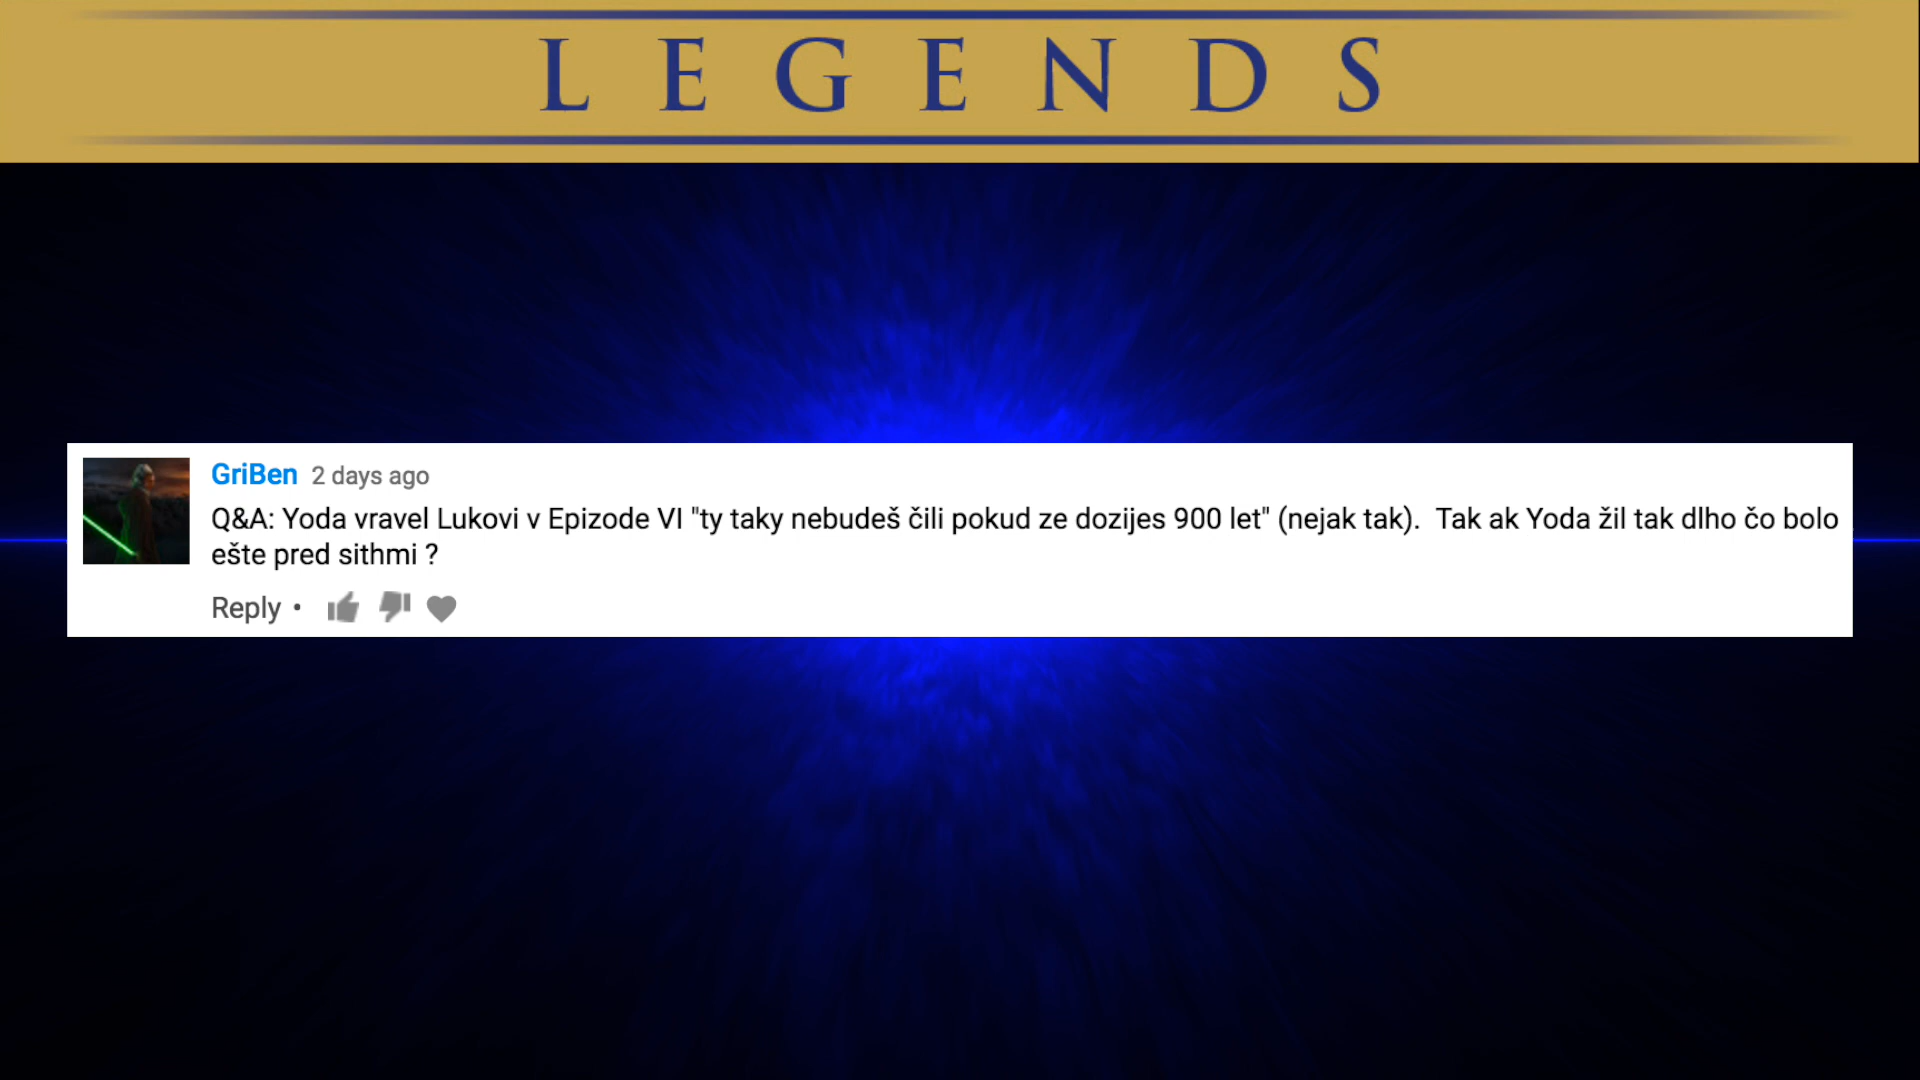 LEGENDS
GriBen 2 days ago
Q&A: Yoda vravel Lukovi v Epizode VI "ty taky nebudeš čili pokud ze dozijes 900 let" (nejak tak).  Tak ak Yoda žil tak dlho čo bolo
ešte pred sithmi ?
Reply •